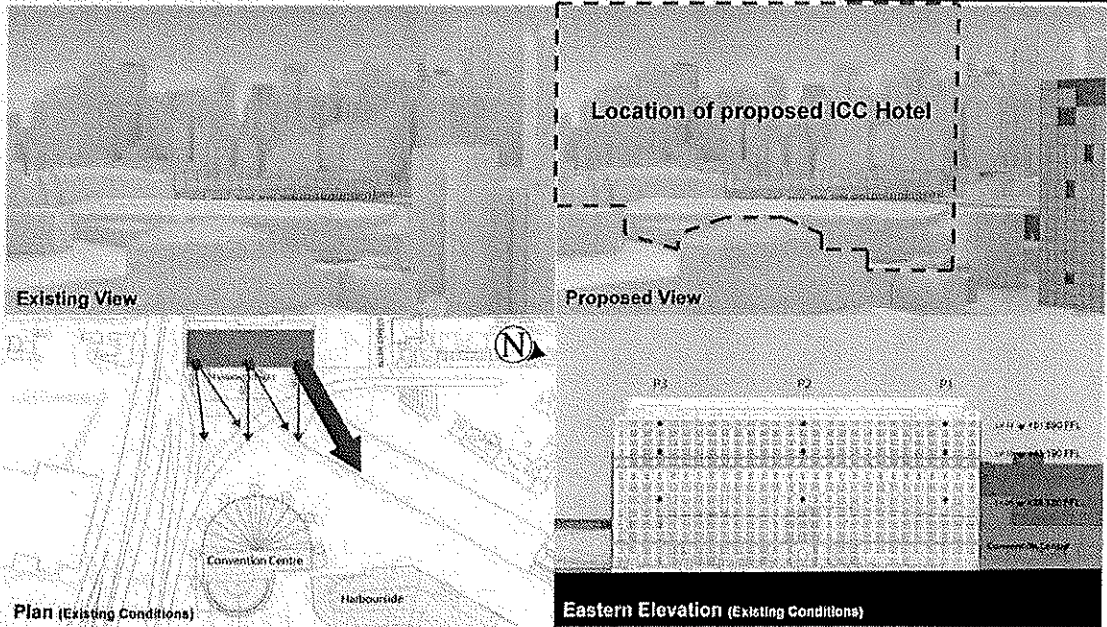 Location of proposed ICC Hotel
Existing View
Proposed View
N
P3 P2 P1
Convention Centre
Harbourside
Plan (Existing Conditions)
Eastern Elevation (Existing Conditions)